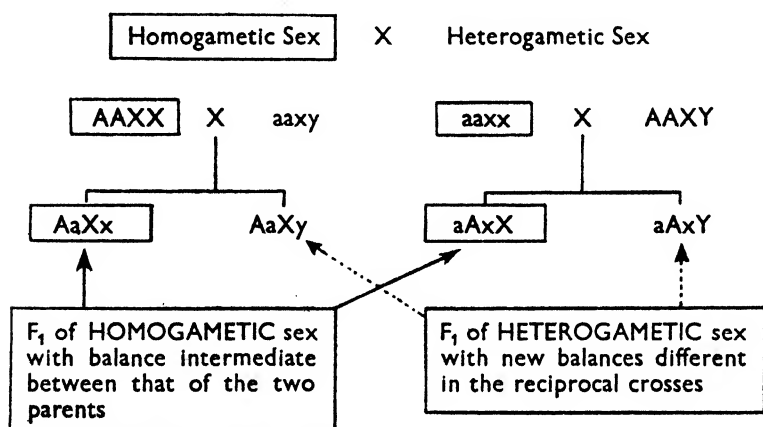 Homogametic Sex X Heterogametic Sex
AAXX X aaxy aaxx X AAXY
AaXx AaXy aAxX aAxY
F₁ of HOMOGAMETIC sex
with balance intermediate
between that of the two
parents
F₁ of HETEROGAMETIC sex
with new balances different
in the reciprocal crosses